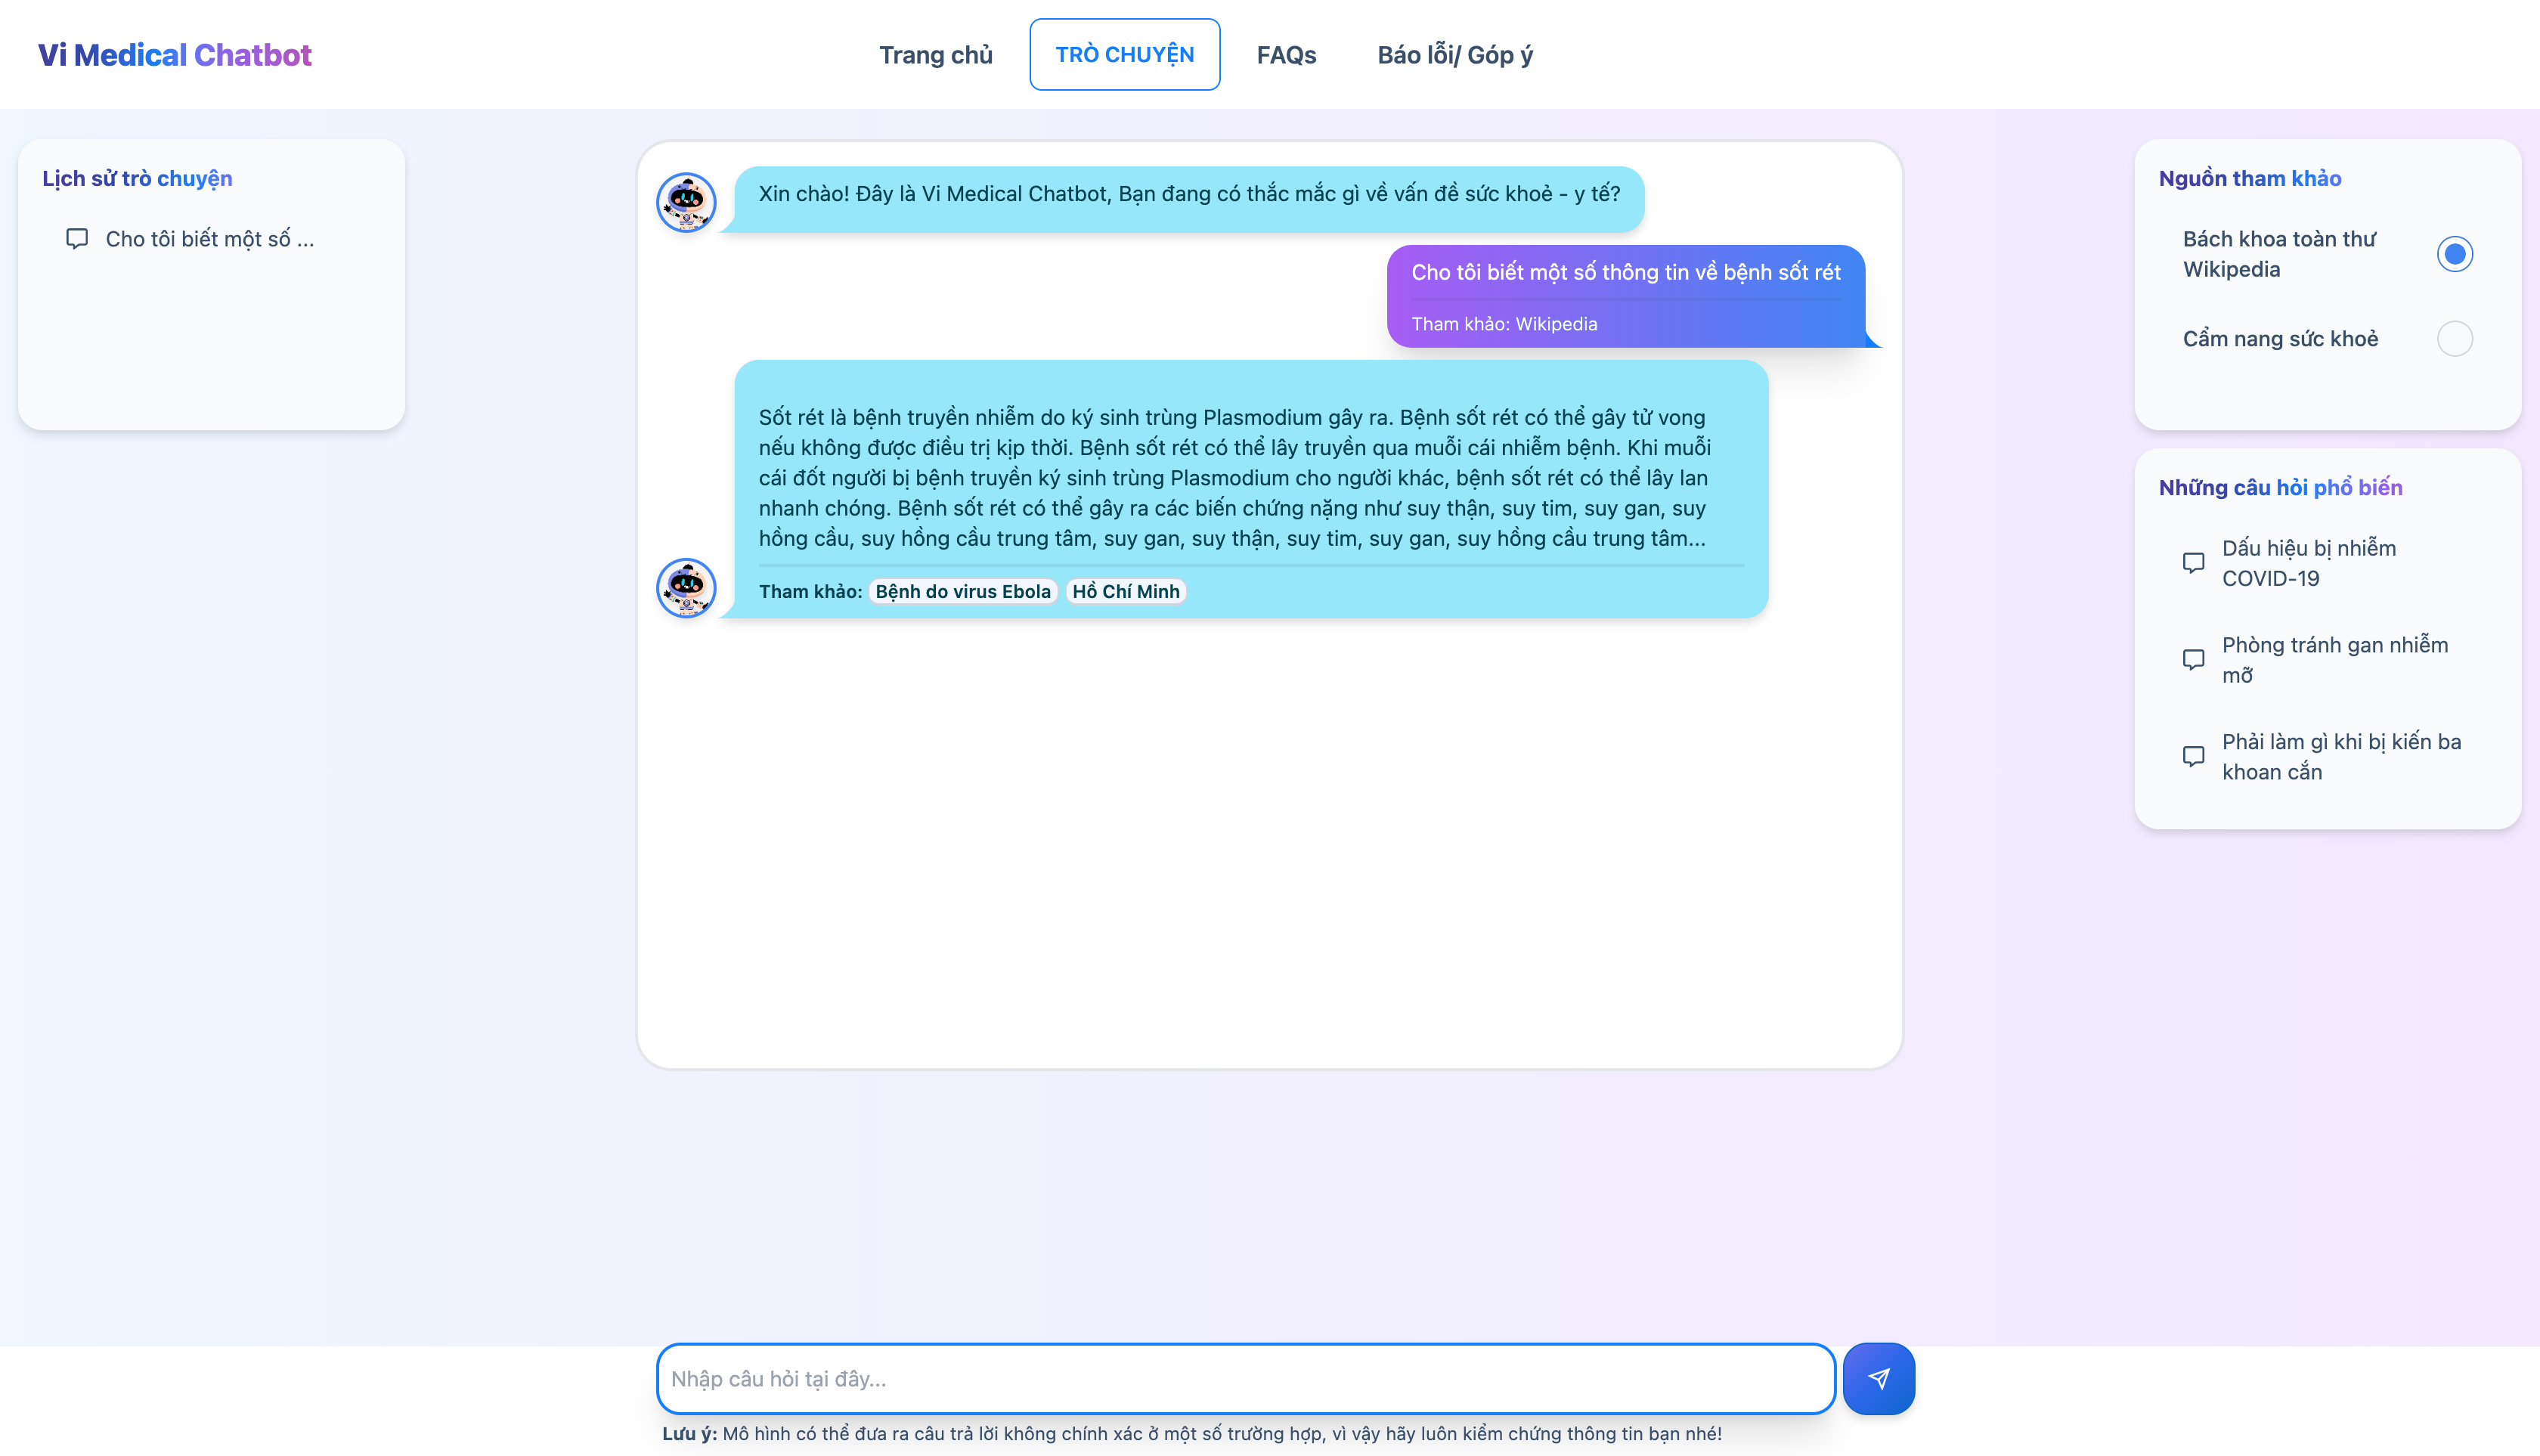 Vi Medical Chatbot
Trang chủ
TRÒ CHUYỆN
FAQs
Báo lỗi/ Góp ý
Lịch sử trò chuyện
Cho tôi biết một số ...
Xin chào! Đây là Vi Medical Chatbot, Bạn đang có thắc mắc gì về vấn đề sức khoẻ - y tế?
Cho tôi biết một số thông tin về bệnh sốt rét
Tham khảo: Wikipedia
Sốt rét là bệnh truyền nhiễm do ký sinh trùng Plasmodium gây ra. Bệnh sốt rét có thể gây tử vong
nếu không được điều trị kịp thời. Bệnh sốt rét có thể lây truyền qua muỗi cái nhiễm bệnh. Khi muỗi
cái đốt người bị bệnh truyền ký sinh trùng Plasmodium cho người khác, bệnh sốt rét có thể lây lan
nhanh chóng. Bệnh sốt rét có thể gây ra các biến chứng nặng như suy thận, suy tim, suy gan, suy
hồng cầu, suy hồng cầu trung tâm, suy gan, suy thận, suy tim, suy gan, suy hồng cầu trung tâm...
Tham khảo: Bệnh do virus Ebola Hồ Chí Minh
Nguồn tham khảo
Bách khoa toàn thư
Wikipedia
Cẩm nang sức khoẻ
Những câu hỏi phổ biến
Dấu hiệu bị nhiễm
COVID-19
Phòng tránh gan nhiễm
mỡ
Phải làm gì khi bị kiến ba
khoan cắn
Nhập câu hỏi tại đây...
Lưu ý: Mô hình có thể đưa ra câu trả lời không chính xác ở một số trường hợp, vì vậy hãy luôn kiểm chứng thông tin bạn nhé!